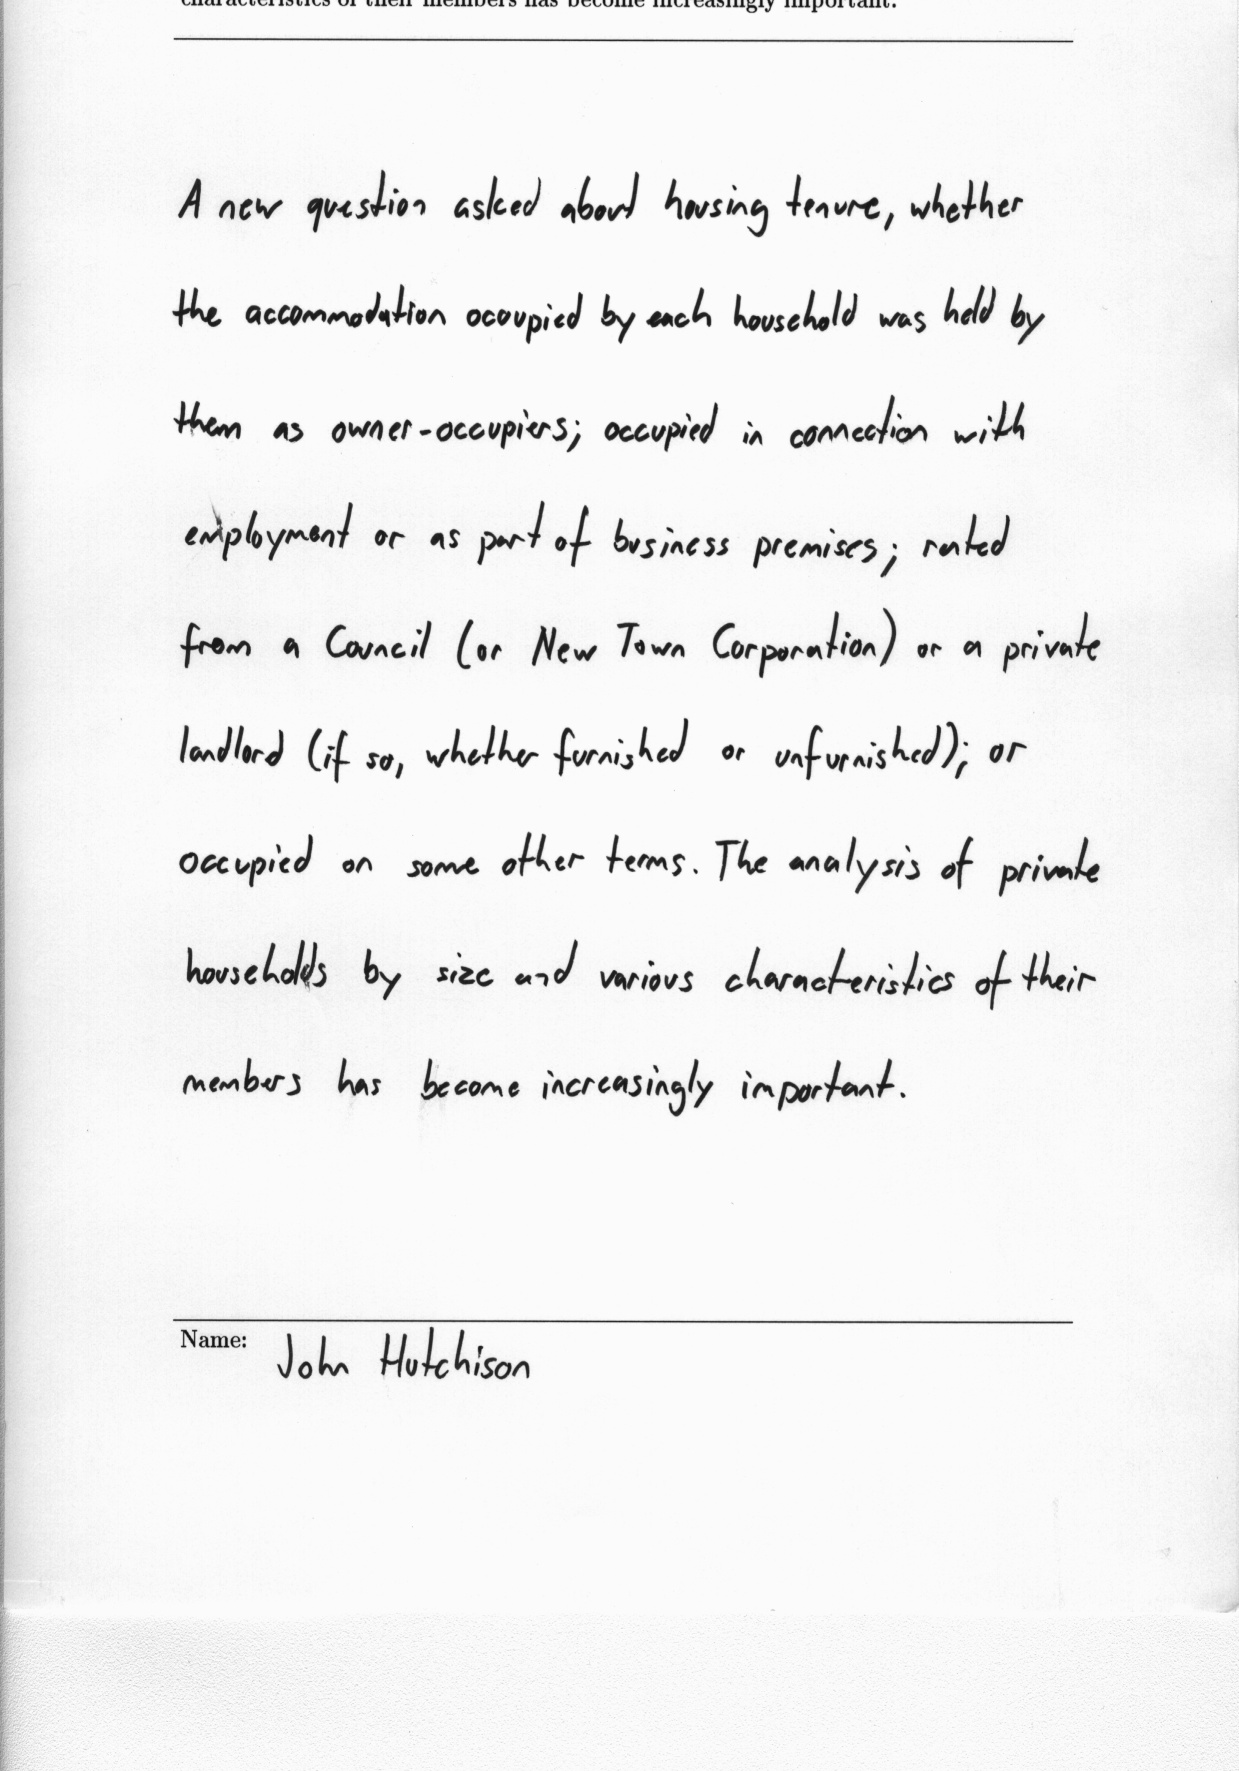 characteristics of their members has become increasingly important.
A new question asked about housing tenure, whether
the accommodation occupied by each household was held by
them as owner-occupiers; occupied in connection with
employment or as part of business premises; rented
from a Council (or New Town Corporation) or a private
landlord (if so, whether furnished or unfurnished); or
occupied on some other terms. The analysis of private
households by size and various characteristics of their
members has become increasingly important.
Name: John Hutchison